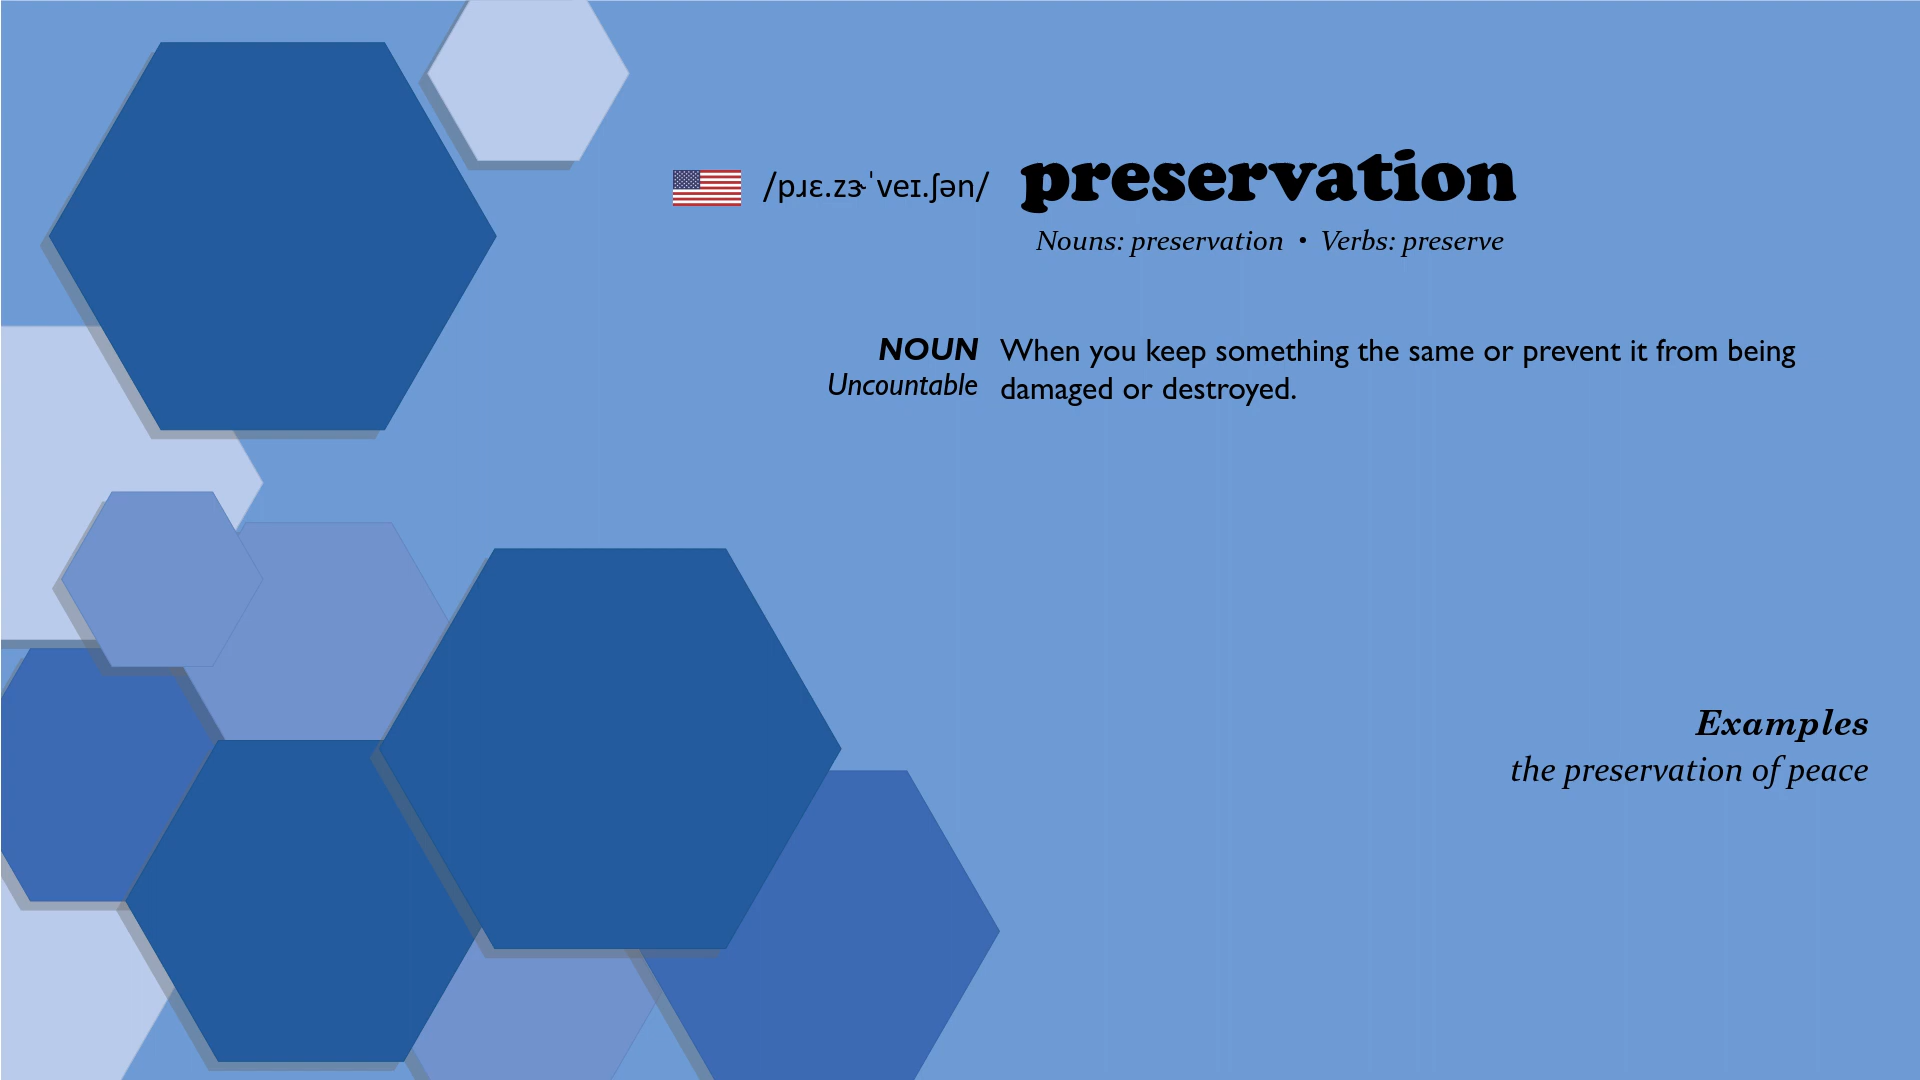 /pɹɛ.zɝˈveɪ.ʃən/ preservation
Nouns: preservation • Verbs: preserve
NOUN When you keep something the same or prevent it from being
Uncountable damaged or destroyed.
Examples
the preservation of peace